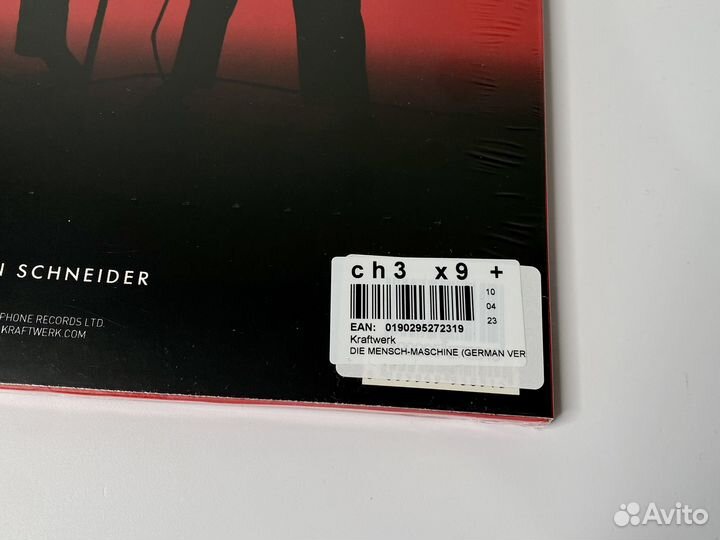 N SCHNEIDER
PHONE RECORDS LTD.
KRAFTWERK.COM
ch3 x9 +
10
04
23
EAN: 0190295272319
Kraftwerk
DIE MENSCH-MASCHINE (GERMAN VER
Avito